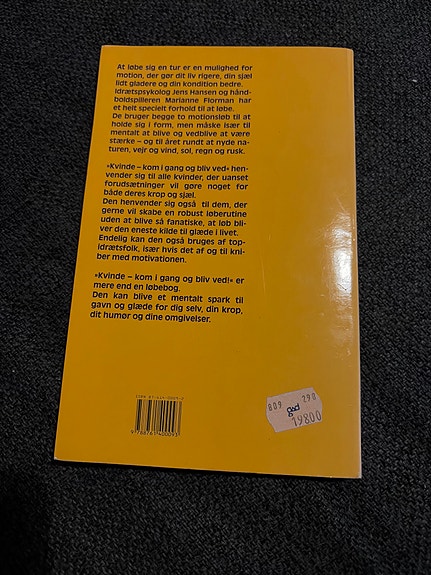 At løbe sig en tur er en mulighed for
motion, der gør dit liv rigere, din sjæl
lidt gladere og din kondition bedre.
Idrætspsykolog Jens Hansen og hånd-
boldspilleren Marianne Florman har
et helt specielt forhold til at løbe.
De bruger begge to motionsløb til at
holde sig i form, men måske især til
mentalt at blive og vedblive at være
stærke – og til året rundt at nyde na-
turen, vejr og vind, sol, regn og rusk.
»Kvinde – kom i gang og bliv ved!« hen-
vender sig til alle kvinder, der uanset
forudsætninger vil gøre noget for
både deres krop og sjæl.
Den henvender sig også til dem, der
gerne vil skabe en robust løberutine
uden at blive så fanatiske, at løb bli-
ver den eneste kilde til glæde i livet.
Endelig kan den også bruges af top-
idrætsfolk, især hvis det af og til kni-
ber med motivationen.
»Kvinde – kom i gang og bliv ved!« er
mere end en løbebog.
Den kan blive et mentalt spark til
gavn og glæde for dig selv, din krop,
dit humør og dine omgivelser.
9 788761 400093
809 290
gad
19800